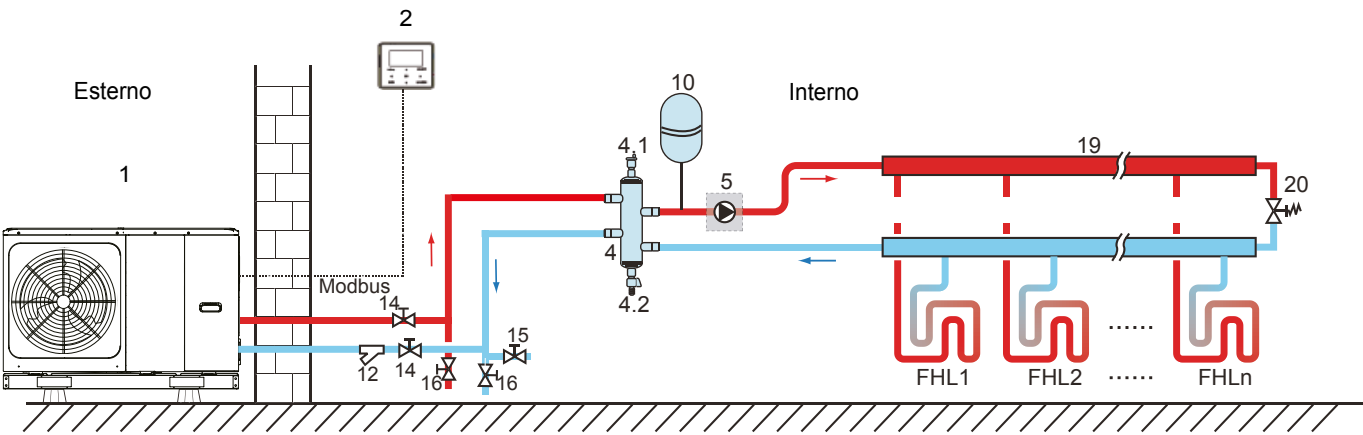 2
Esterno
10
Interno
4.1
19
1
5
20
4
Modbus
4.2
14
15
12
14
16
16
FHL1
FHL2
......
......
FHLn